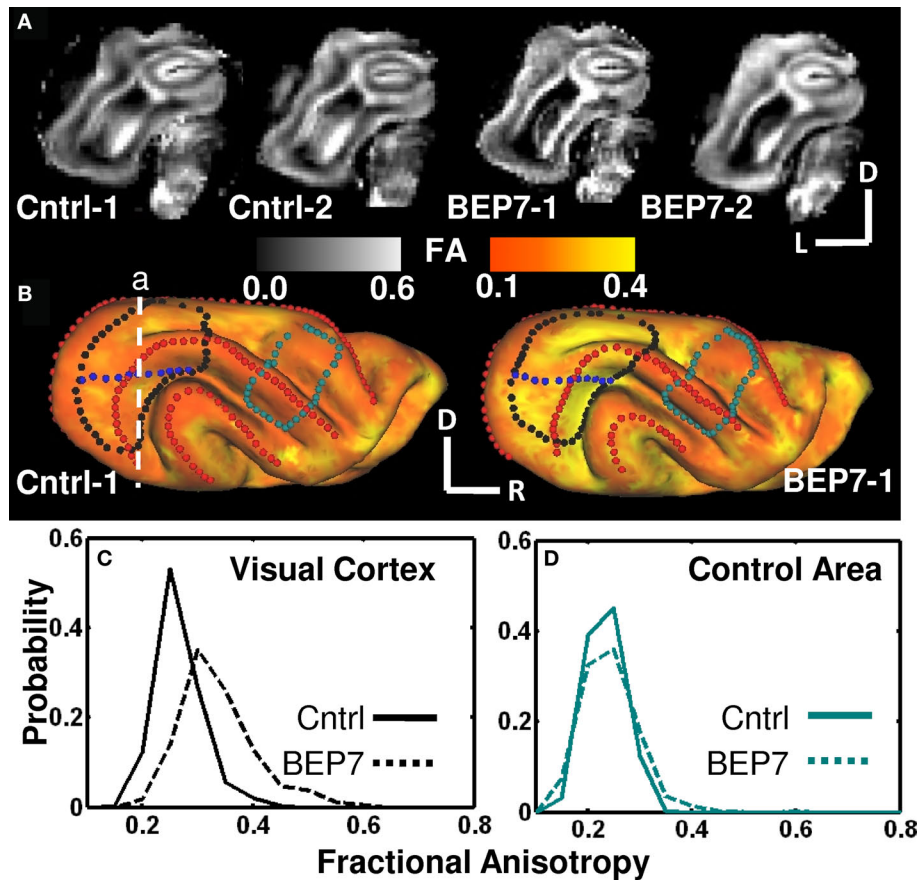 A
Cntrl-1 Cntrl-2 BEP7-1 BEP7-2
D
L
FA
0.0 0.6 0.1 0.4
B
a
Cntrl-1
D
R
BEP7-1
C Visual Cortex
0.6
0.4
0.2
0
Probability
Cntrl
BEP7
0.2 0.4 0.6 0.8
D Control Area
0.6
0.4
0.2
0
Cntrl
BEP7
0.2 0.4 0.6 0.8
Fractional Anisotropy